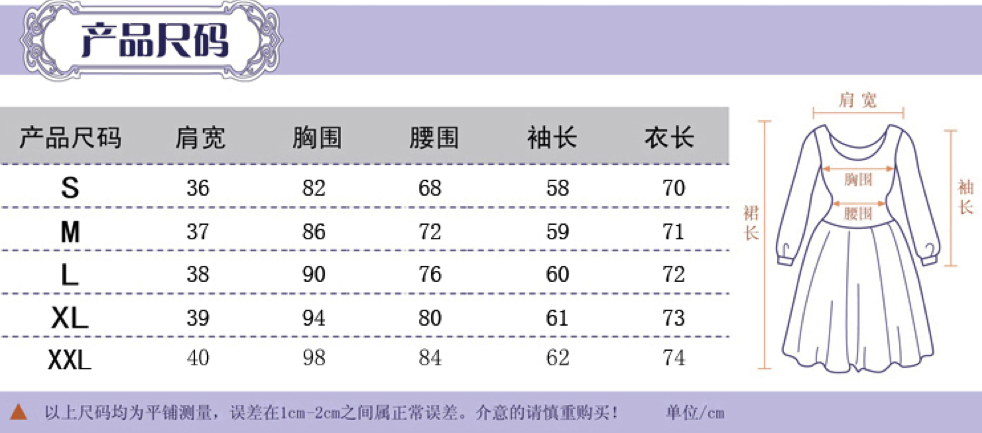 产品尺码
产品尺码 肩宽 胸围 腰围 袖长 衣长
S 36 82 68 58 70
M 37 86 72 59 71
L 38 90 76 60 72
XL 39 94 80 61 73
XXL 40 98 84 62 74
肩宽
胸围
腰围
袖长
裙长
以上尺码均为平铺测量，误差在1cm-2cm之间属正常误差。介意的请慎重购买！ 单位/cm